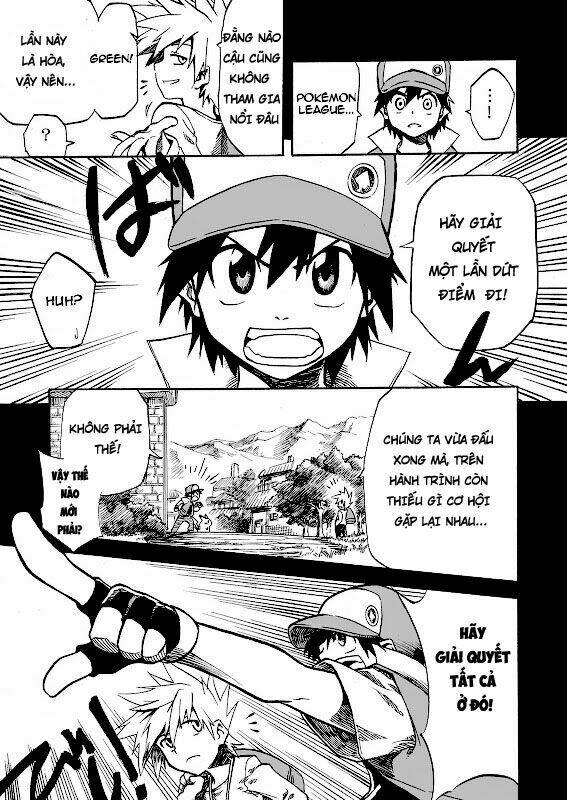 ...!
POKÉMON
LEAGUE...
ĐẰNG NÀO
CẬU CŨNG
KHÔNG
THAM GIA
NỔI ĐÂU
GREEN!
LẦN NÀY
LÀ HÒA,
VẬY NÊN...
?
HÃY GIẢI
QUYẾT
MỘT LẦN DỨT
ĐIỂM ĐI!
ばん
HUH?
CHÚNG TA VỪA ĐẤU
XONG MÀ, TRÊN
HÀNH TRÌNH CÒN
THIẾU GÌ CƠ HỘI
GẶP LẠI NHAU...
KHÔNG PHẢI
THẾ!
VẬY THẾ
NÀO
MỚI
PHẢI?
HÃY
GIẢI QUYẾT
TẤT CẢ
Ở ĐÓ!